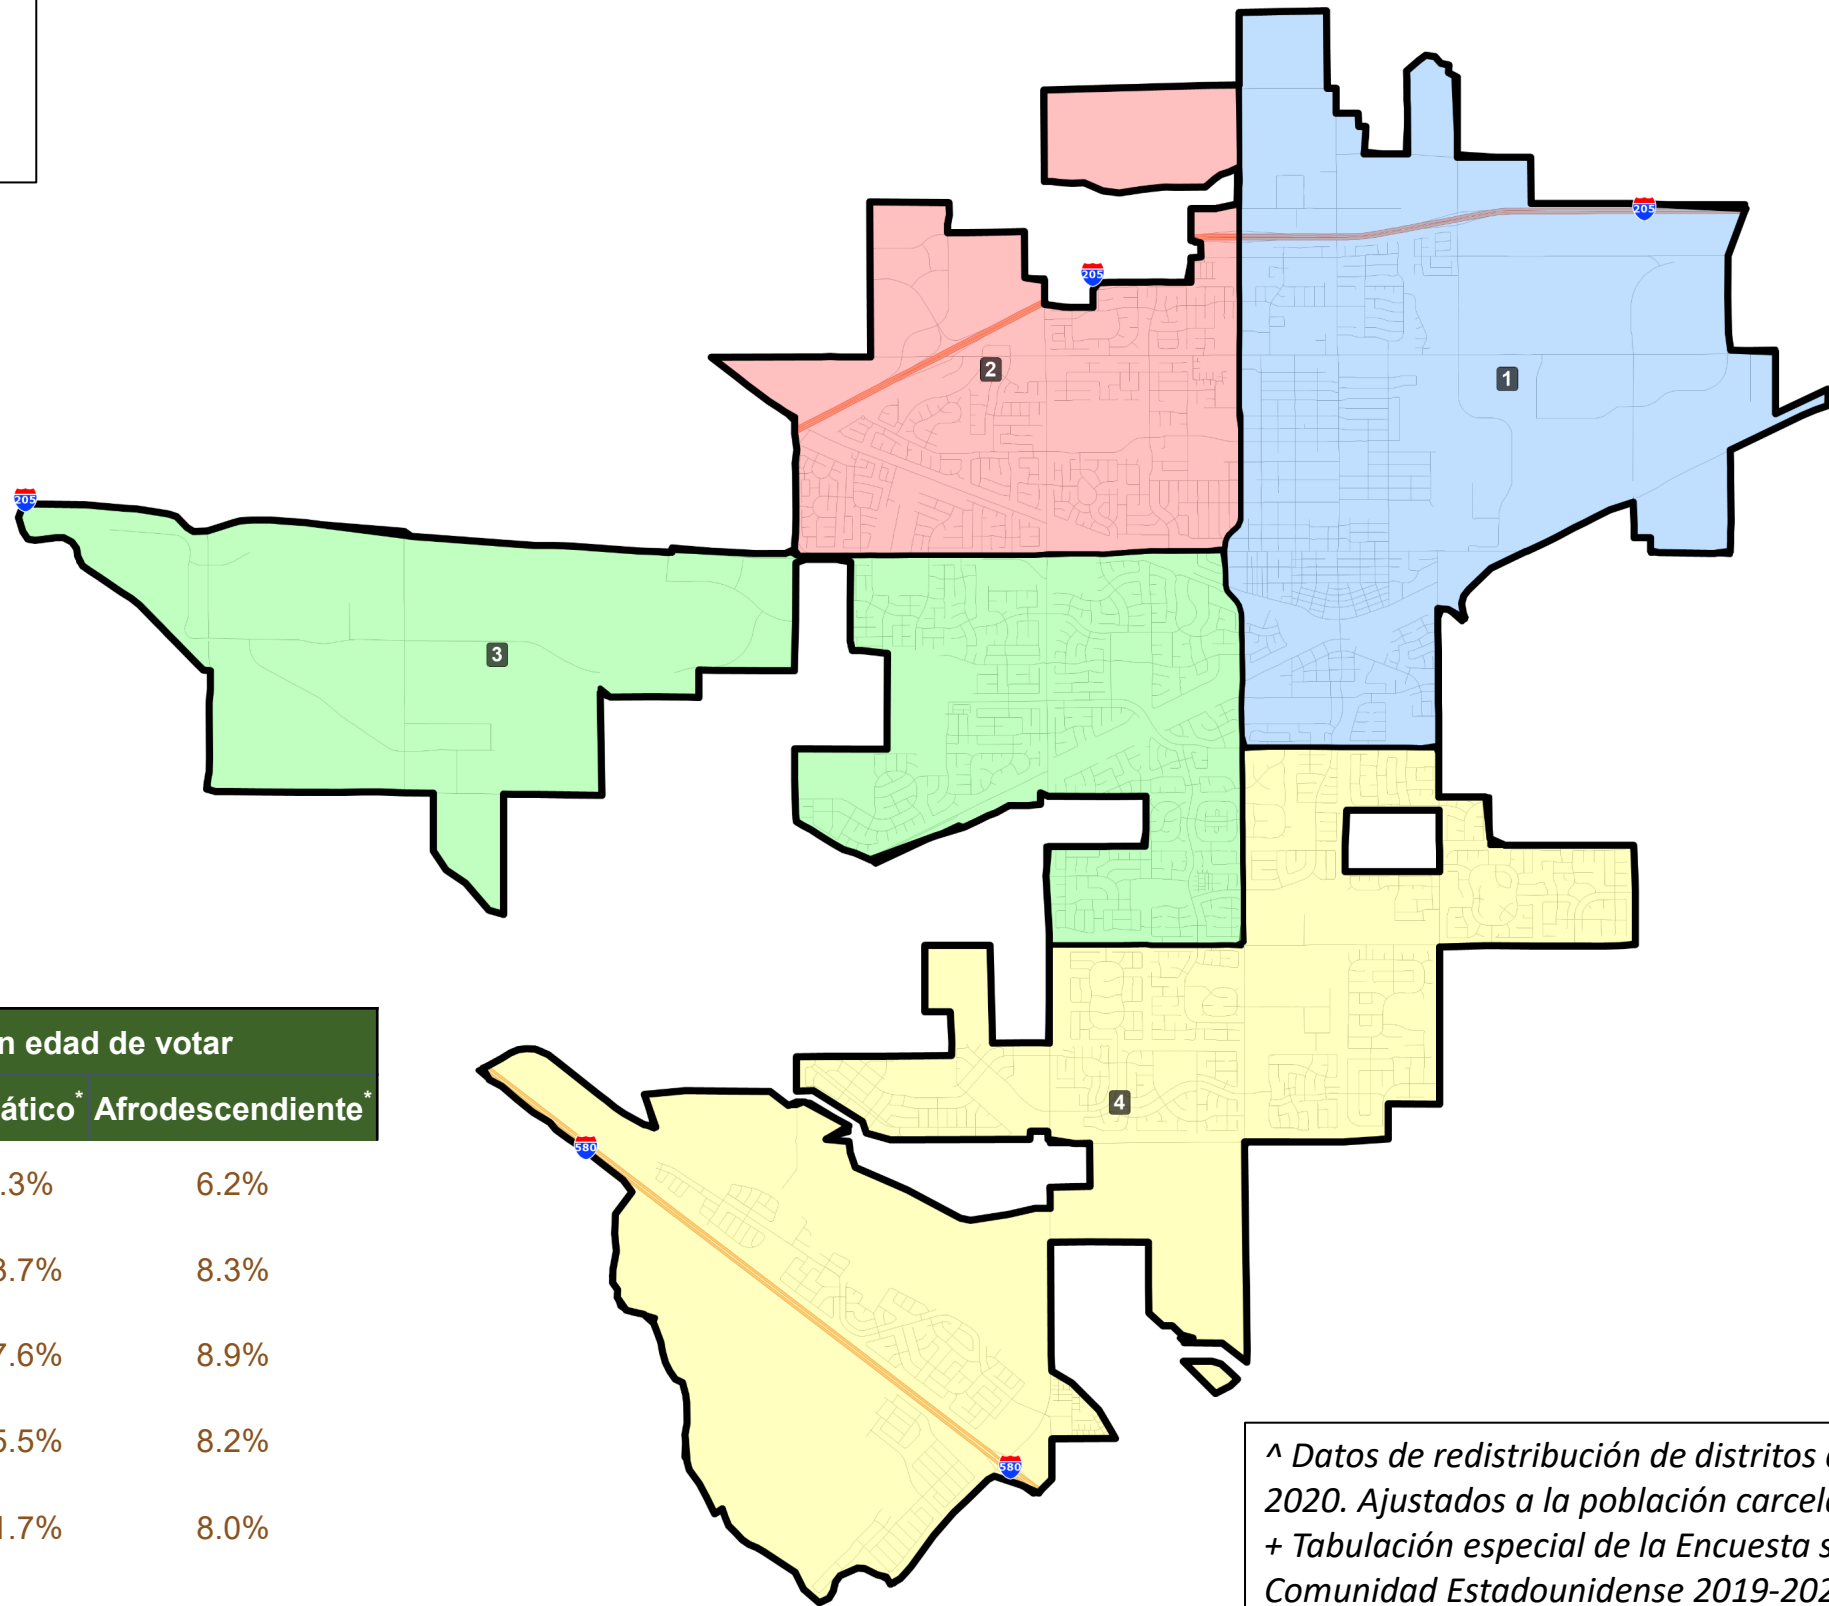 205
205
2
1
205
3
n edad de votar
ático* Afrodescendiente*
.3% 6.2%
4
580
3.7% 8.3%
7.6% 8.9%
5.5% 8.2%
580
1.7% 8.0%
^ Datos de redistribución de distritos
2020. Ajustados a la población carcel
+ Tabulación especial de la Encuesta s
Comunidad Estadounidense 2019-202